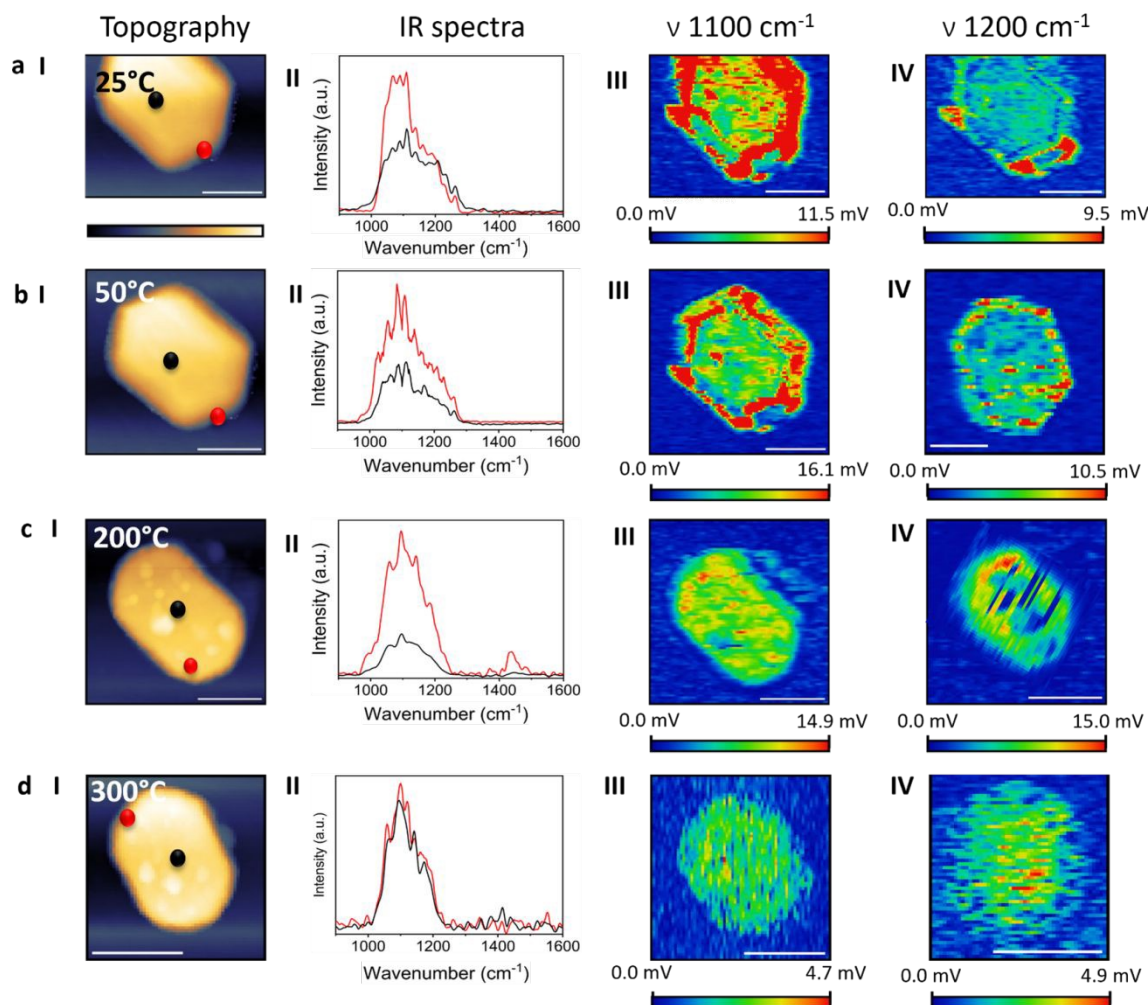 Topography IR spectra ν 1100 cm⁻¹ ν 1200 cm⁻¹
a I 25°C II III IV
Intensity (a.u.)
1000 1200 1400 1600
Wavenumber (cm⁻¹)
0.0 mV 11.5 mV
0.0 mV 9.5 mV
b I 50°C II III IV
Intensity (a.u.)
1000 1200 1400 1600
Wavenumber (cm⁻¹)
0.0 mV 16.1 mV
0.0 mV 10.5 mV
c I 200°C II III IV
Intensity (a.u.)
1000 1200 1400 1600
Wavenumber (cm⁻¹)
0.0 mV 14.9 mV
0.0 mV 15.0 mV
d I 300°C II III IV
Intensity (a.u.)
1000 1200 1400 1600
Wavenumber (cm⁻¹)
0.0 mV 4.7 mV
0.0 mV 4.9 mV